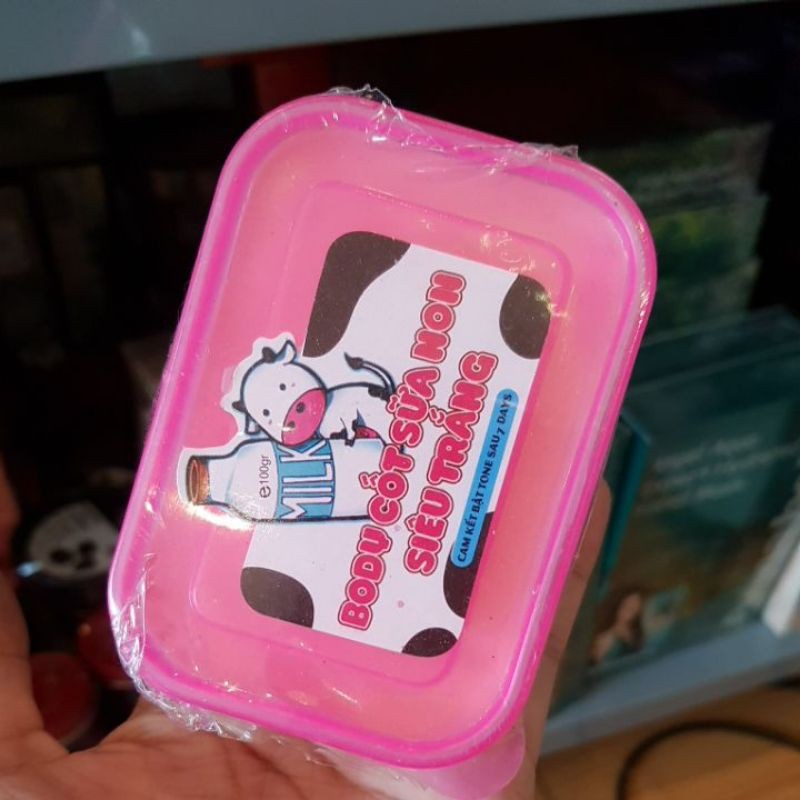 BODY CỐT SỮA NON
SIÊU TRẮNG
CAM KẾT BẬT TONE SAU 7 DAYS
MILK
e100gr